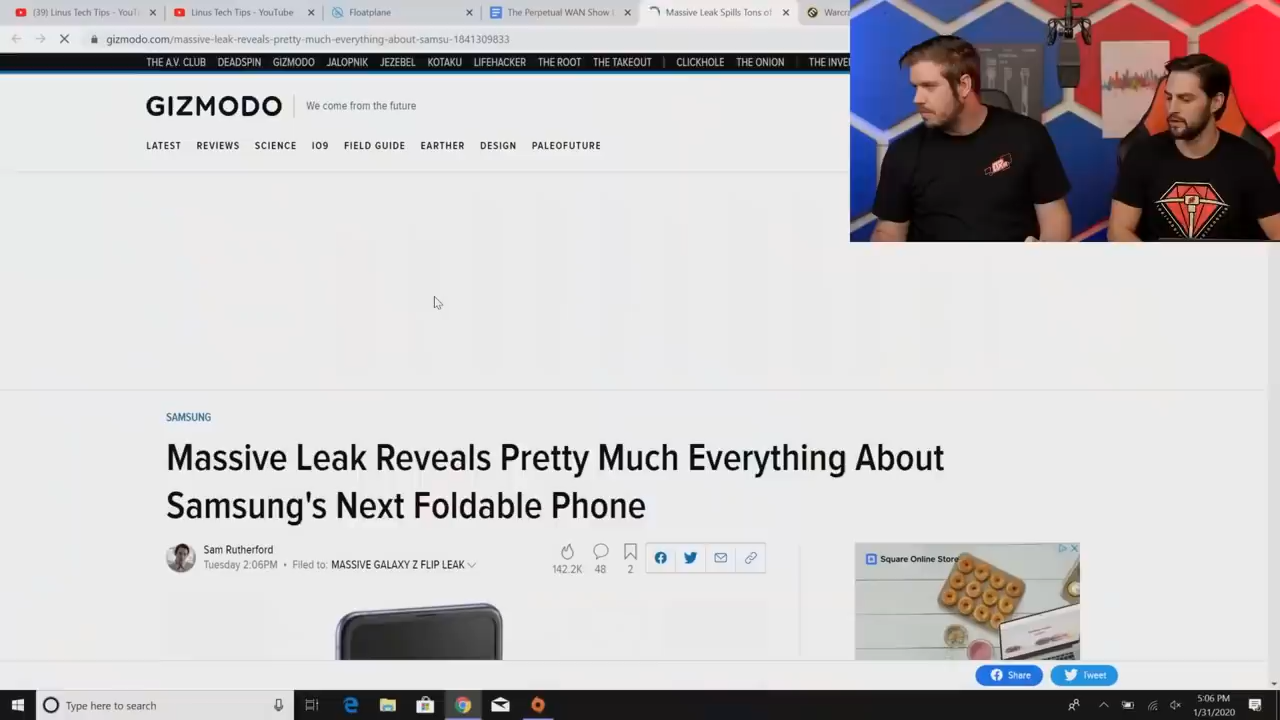 (39) Linus Tech Tips - YouT
Linus Tech Tips - YouTube
Floatplane
The Perpetual WAN Show
Massive Leak Spills Tons of
Warcr
gizmodo.com/massive-leak-reveals-pretty-much-everything-about-samsu-1841309833
THE A.V. CLUB DEADSPIN GIZMODO JALOPNIK JEZEBEL KOTAKU LIFEHACKER THE ROOT THE TAKEOUT | CLICKHOLE THE ONION | THE INVE
GIZMODO
We come from the future
LATEST REVIEWS SCIENCE IO9 FIELD GUIDE EARTHER DESIGN PALEOFUTURE
SAMSUNG
Massive Leak Reveals Pretty Much Everything About
Samsung's Next Foldable Phone
Sam Rutherford
Tuesday 2:06PM • Filed to: MASSIVE GALAXY Z FLIP LEAK
142.2K 48 2
Square Online Store
Share Tweet
Type here to search
5:06 PM
1/31/2020